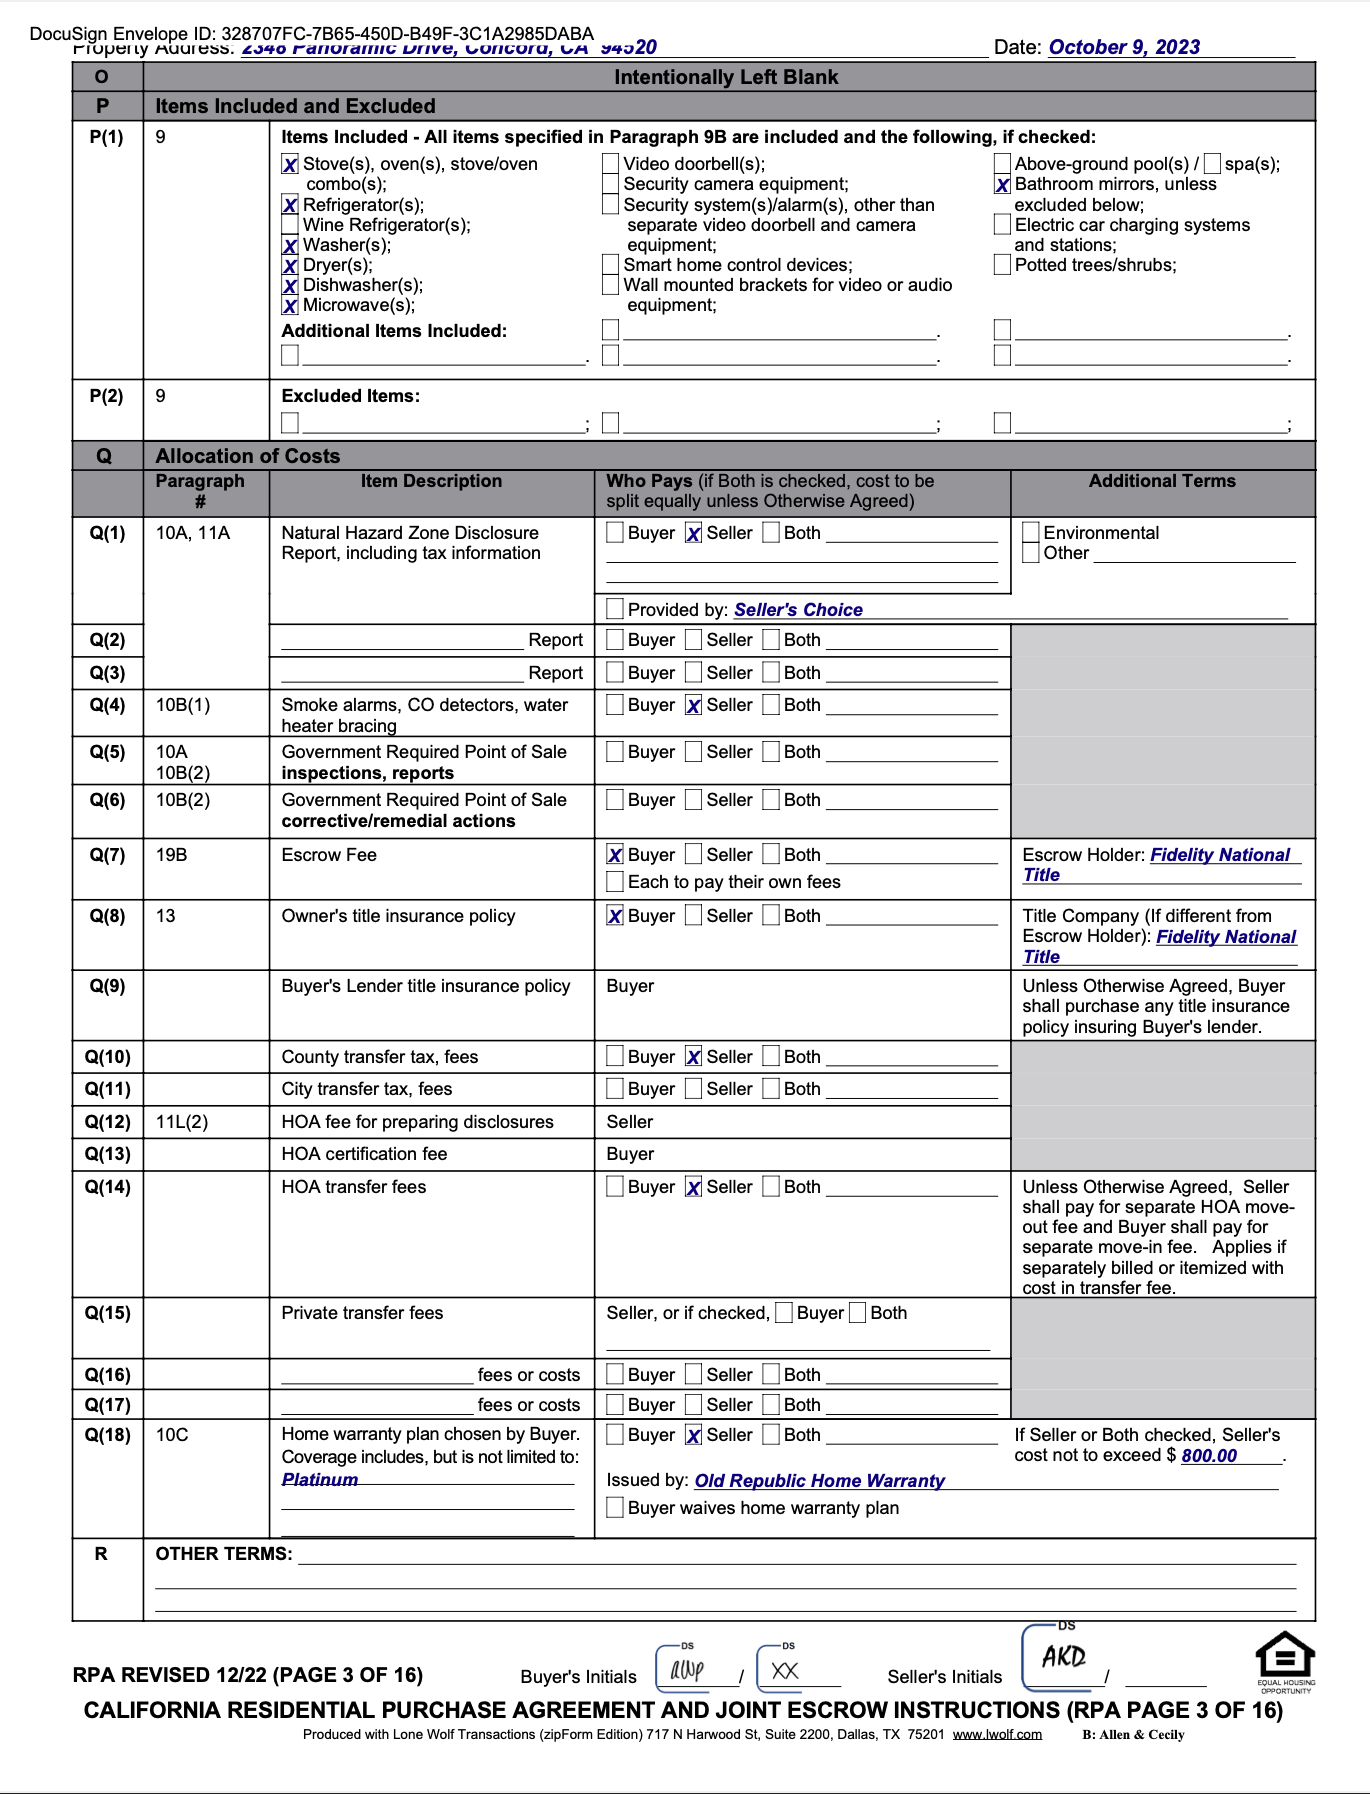 DocuSign Envelope ID: 328707FC-7B65-450D-B49F-3C1A2985DABA
Property Address: 2348 Panoramic Drive, Concord, CA 94520 Date: October 9, 2023
O Intentionally Left Blank
P Items Included and Excluded
P(1) 9 Items Included - All items specified in Paragraph 9B are included and the following, if checked:
X Stove(s), oven(s), stove/oven combo(s);
X Refrigerator(s);
Wine Refrigerator(s);
X Washer(s);
X Dryer(s);
X Dishwasher(s);
X Microwave(s);
Additional Items Included:
Video doorbell(s);
Security camera equipment;
Security system(s)/alarm(s), other than
separate video doorbell and camera
equipment;
Smart home control devices;
Wall mounted brackets for video or audio
equipment;
Above-ground pool(s) / spa(s);
X Bathroom mirrors, unless
excluded below;
Electric car charging systems
and stations;
Potted trees/shrubs;
P(2) 9 Excluded Items:
Q Allocation of Costs
Paragraph # Item Description Who Pays (if Both is checked, cost to be split equally unless Otherwise Agreed) Additional Terms
Q(1) 10A, 11A Natural Hazard Zone Disclosure Report, including tax information Buyer X Seller Both Environmental
Other
Provided by: Seller's Choice
Q(2) Report Buyer Seller Both
Q(3) Report Buyer Seller Both
Q(4) 10B(1) Smoke alarms, CO detectors, water heater bracing Buyer X Seller Both
Q(5) 10A 10B(2) Government Required Point of Sale inspections, reports Buyer Seller Both
Q(6) 10B(2) Government Required Point of Sale corrective/remedial actions Buyer Seller Both
Q(7) 19B Escrow Fee X Buyer Seller Both
Each to pay their own fees
Escrow Holder: Fidelity National
Title
Q(8) 13 Owner's title insurance policy X Buyer Seller Both Title Company (If different from
Escrow Holder): Fidelity National
Title
Q(9) Buyer's Lender title insurance policy Buyer Unless Otherwise Agreed, Buyer
shall purchase any title insurance
policy insuring Buyer's lender.
Q(10) County transfer tax, fees Buyer X Seller Both
Q(11) City transfer tax, fees Buyer Seller Both
Q(12) 11L(2) HOA fee for preparing disclosures Seller
Q(13) HOA certification fee Buyer
Q(14) HOA transfer fees Buyer X Seller Both Unless Otherwise Agreed, Seller
shall pay for separate HOA move-
out fee and Buyer shall pay for
separate move-in fee. Applies if
separately billed or itemized with
cost in transfer fee.
Q(15) Private transfer fees Seller, or if checked, Buyer Both
Q(16) fees or costs Buyer Seller Both
Q(17) fees or costs Buyer Seller Both
Q(18) 10C Home warranty plan chosen by Buyer.
Coverage includes, but is not limited to:
Platinum
Buyer X Seller Both
If Seller or Both checked, Seller's
cost not to exceed $ 800.00 .
Issued by: Old Republic Home Warranty
Buyer waives home warranty plan
R OTHER TERMS:
RPA REVISED 12/22 (PAGE 3 OF 16) Buyer's Initials DS AWP / DS XX Seller's Initials DS AKD /
EQUAL HOUSING
OPPORTUNITY
CALIFORNIA RESIDENTIAL PURCHASE AGREEMENT AND JOINT ESCROW INSTRUCTIONS (RPA PAGE 3 OF 16)
Produced with Lone Wolf Transactions (zipForm Edition) 717 N Harwood St, Suite 2200, Dallas, TX 75201 www.lwolf.com B: Allen & Cecily